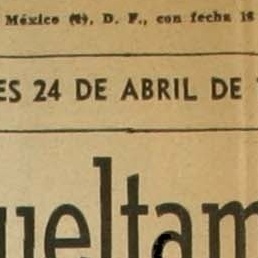 México (9), D. F., con fecha 18
ES 24 DE ABRIL DE
ueltam